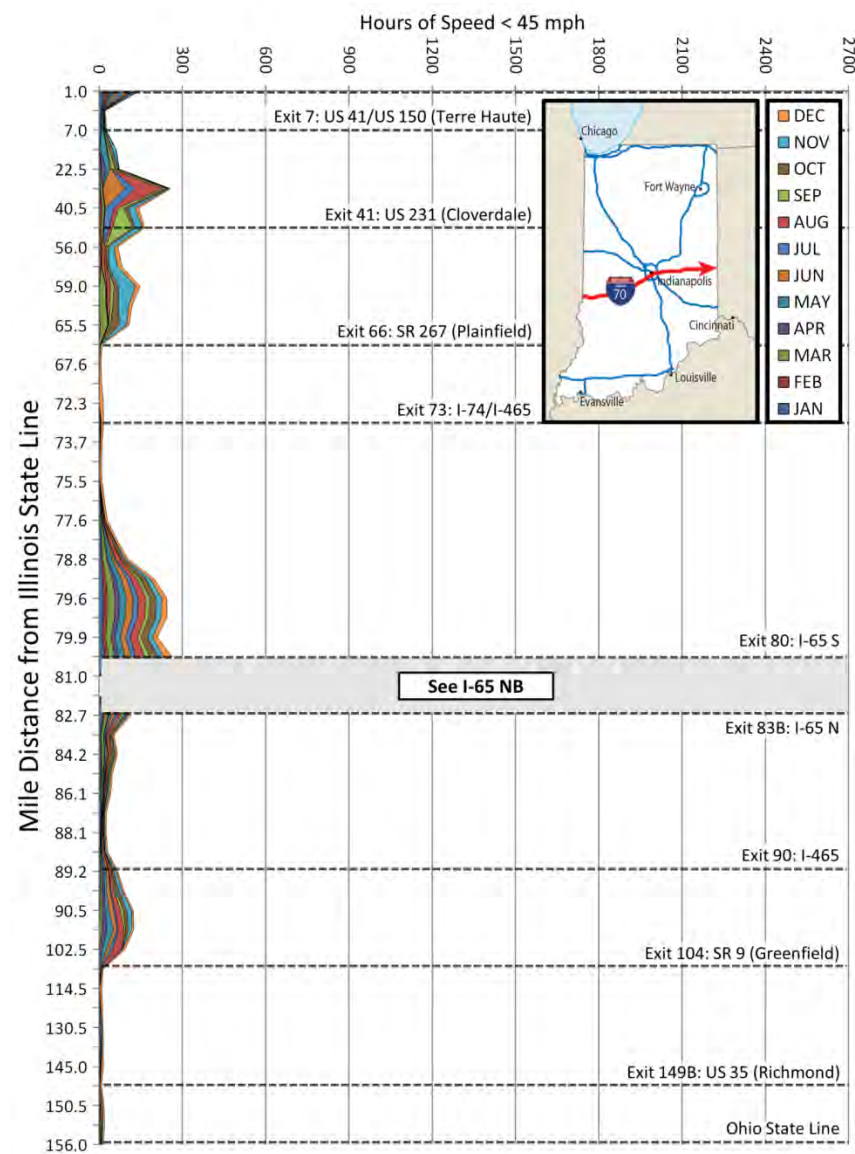 Hours of Speed < 45 mph
0
300
600
900
1200
1500
1800
2100
2400
2700
Mile Distance from Illinois State Line
1.0
7.0
22.5
40.5
56.0
59.0
65.5
67.6
72.3
73.7
75.5
77.6
78.8
79.6
79.9
81.0
82.7
84.2
86.1
88.1
89.2
90.5
102.5
114.5
130.5
145.0
150.5
156.0
Exit 7: US 41/US 150 (Terre Haute)
Exit 41: US 231 (Cloverdale)
Exit 66: SR 267 (Plainfield)
Exit 73: I-74/I-465
Exit 80: I-65 S
See I-65 NB
Exit 83B: I-65 N
Exit 90: I-465
Exit 104: SR 9 (Greenfield)
Exit 149B: US 35 (Richmond)
Ohio State Line
Chicago
Fort Wayne
Indianapolis
70
Cincinnati
Louisville
Evansville
DEC
NOV
OCT
SEP
AUG
JUL
JUN
MAY
APR
MAR
FEB
JAN